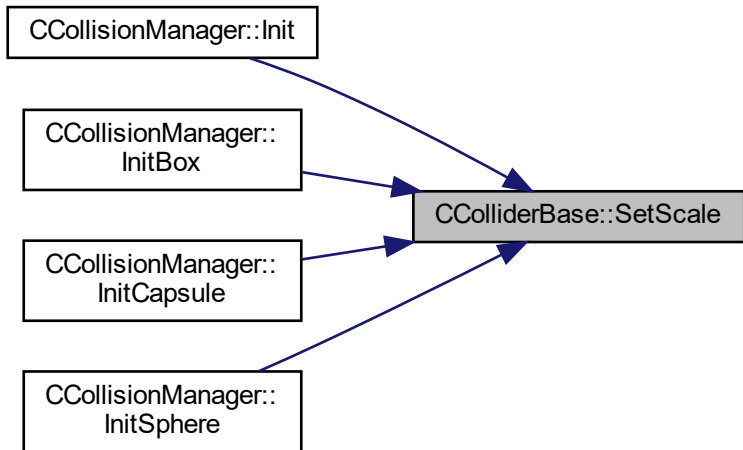 CCollisionManager::Init
CCollisionManager::
InitBox
CColliderBase::SetScale
CCollisionManager::
InitCapsule
CCollisionManager::
InitSphere